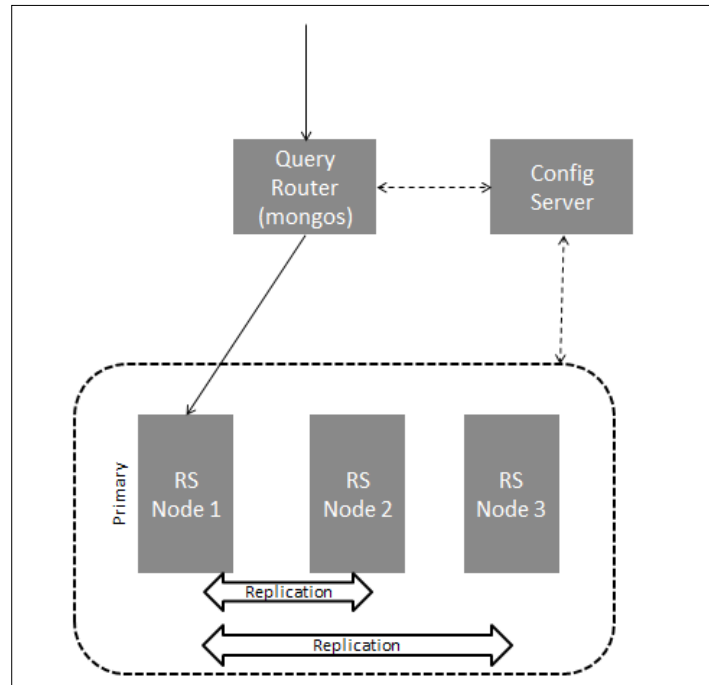 Query
Router
(mongos)
Config
Server
Primary
RS
Node 1
RS
Node 2
RS
Node 3
Replication
Replication